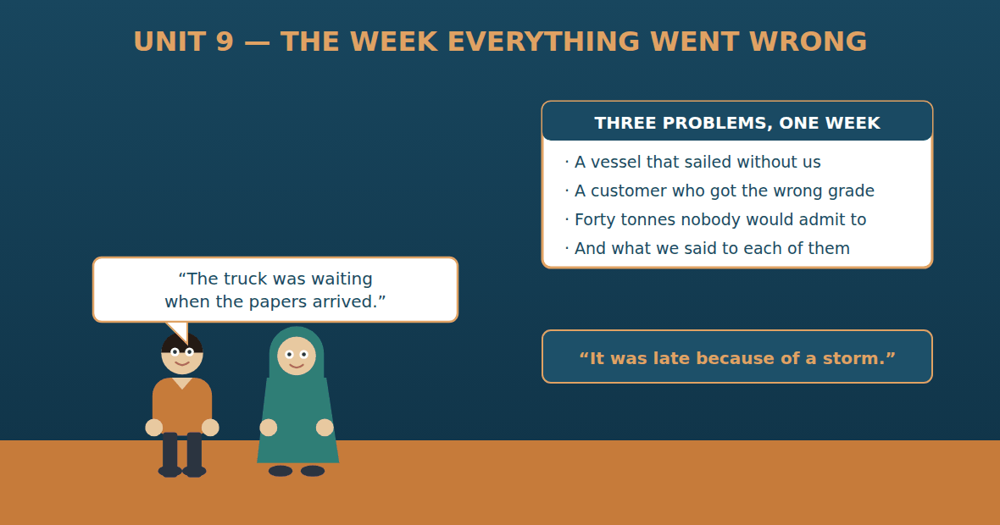 UNIT 9 — THE WEEK EVERYTHING WENT WRONG
THREE PROBLEMS, ONE WEEK
· A vessel that sailed without us
· A customer who got the wrong grade
· Forty tonnes nobody would admit to
· And what we said to each of them
“The truck was waiting
when the papers arrived.”
“It was late because of a storm.”